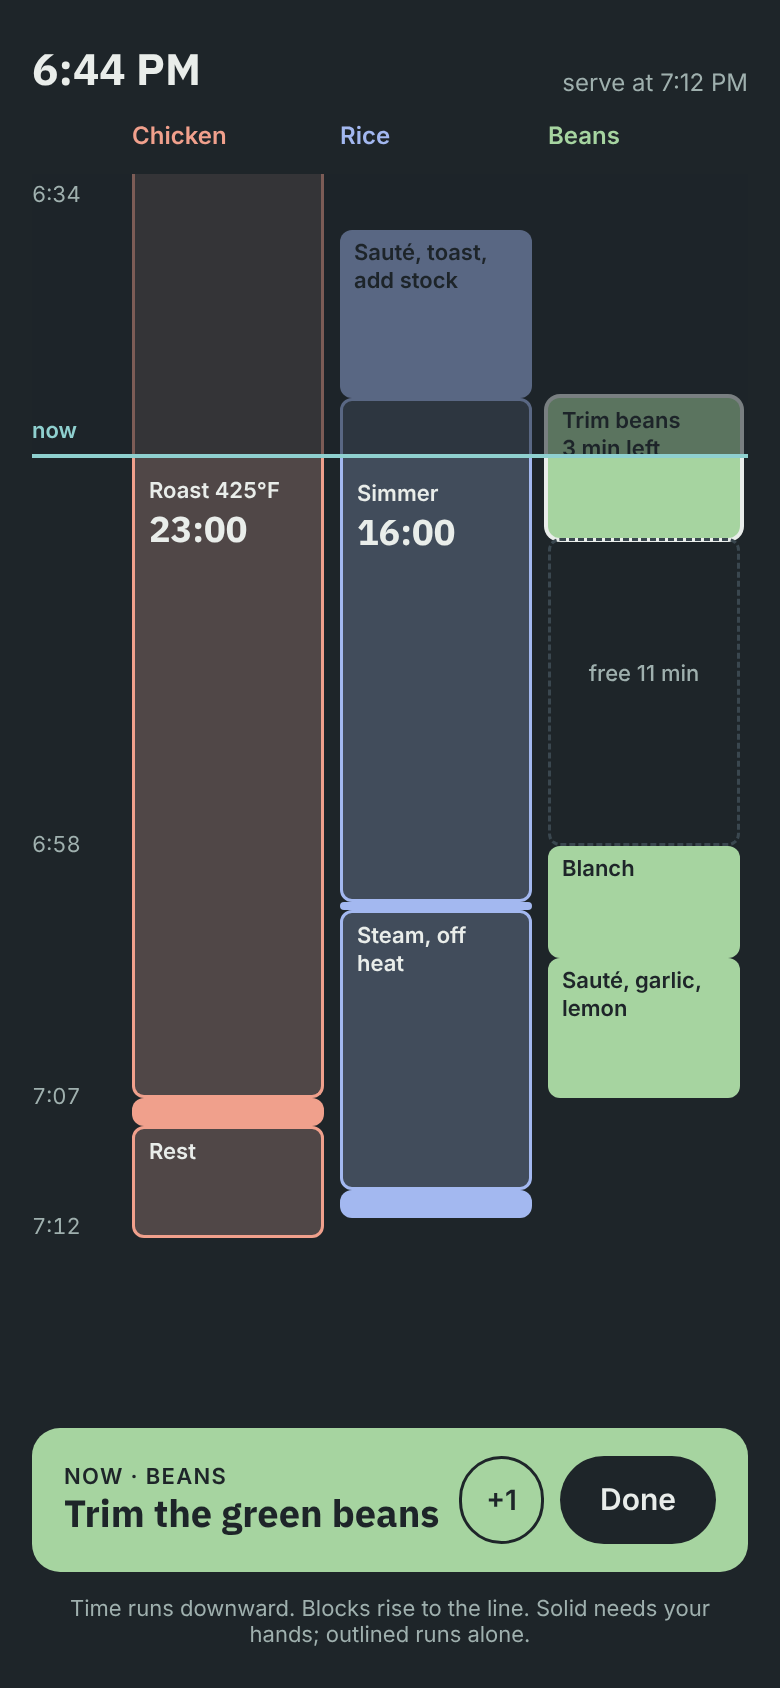 6:44 PM
serve at 7:12 PM
Chicken
Rice
Beans
6:34
Sauté, toast,
add stock
Trim beans
3 min left
now
Roast 425°F
23:00
Simmer
16:00
free 11 min
6:58
Blanch
Steam, off
heat
Sauté, garlic,
lemon
7:07
Rest
7:12
NOW · BEANS
Trim the green beans
+1
Done
Time runs downward. Blocks rise to the line. Solid needs your
hands; outlined runs alone.